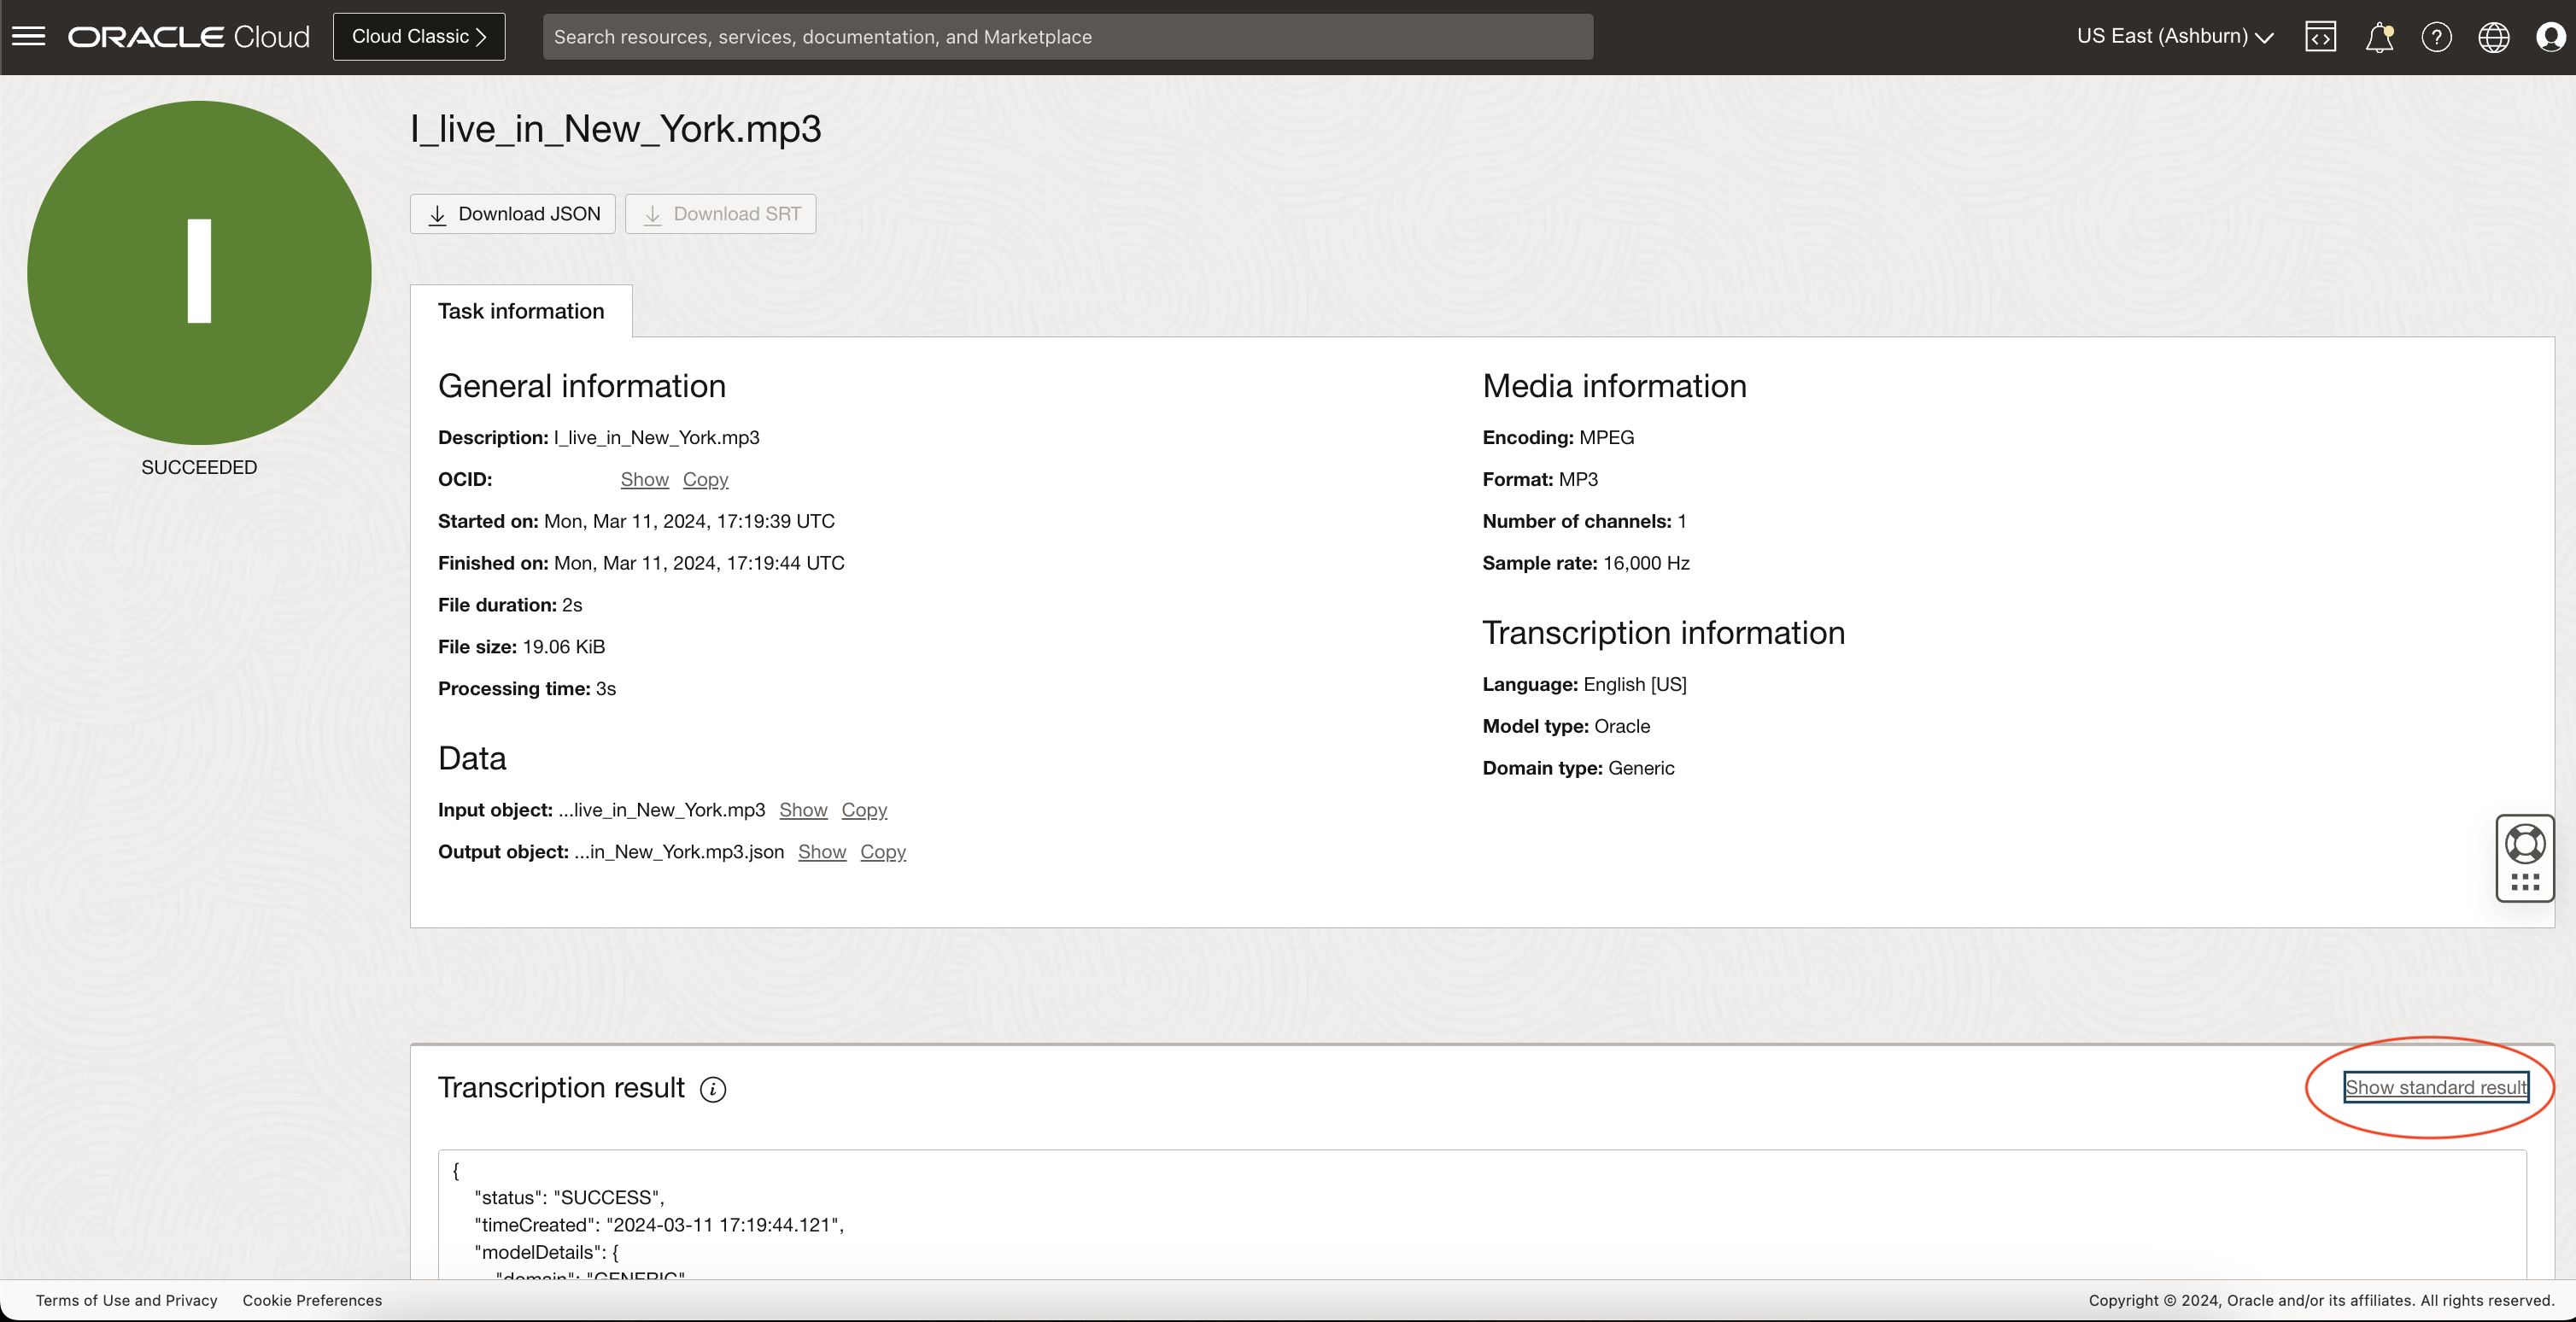 ORACLE Cloud
Cloud Classic
Search resources, services, documentation, and Marketplace
US East (Ashburn)
I
SUCCEEDED
I_live_in_New_York.mp3
Download JSON
Download SRT
Task information
General information
Description: I_live_in_New_York.mp3
OCID: Show Copy
Started on: Mon, Mar 11, 2024, 17:19:39 UTC
Finished on: Mon, Mar 11, 2024, 17:19:44 UTC
File duration: 2s
File size: 19.06 KiB
Processing time: 3s
Data
Input object: ...live_in_New_York.mp3 Show Copy
Output object: ...in_New_York.mp3.json Show Copy
Media information
Encoding: MPEG
Format: MP3
Number of channels: 1
Sample rate: 16,000 Hz
Transcription information
Language: English [US]
Model type: Oracle
Domain type: Generic
Transcription result
Show standard result
{
"status": "SUCCESS",
"timeCreated": "2024-03-11 17:19:44.121",
"modelDetails": {
"domain": "GENERIC"
Terms of Use and Privacy
Cookie Preferences
Copyright © 2024, Oracle and/or its affiliates. All rights reserved.